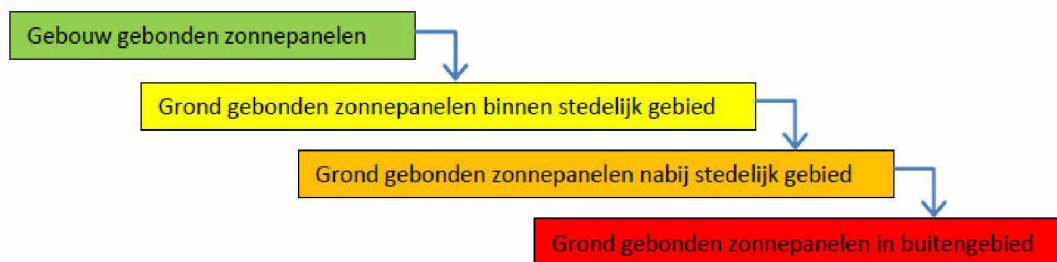 Gebouw gebonden zonnepanelen
Grond gebonden zonnepanelen binnen stedelijk gebied
Grond gebonden zonnepanelen nabij stedelijk gebied
Grond gebonden zonnepanelen in buitengebied